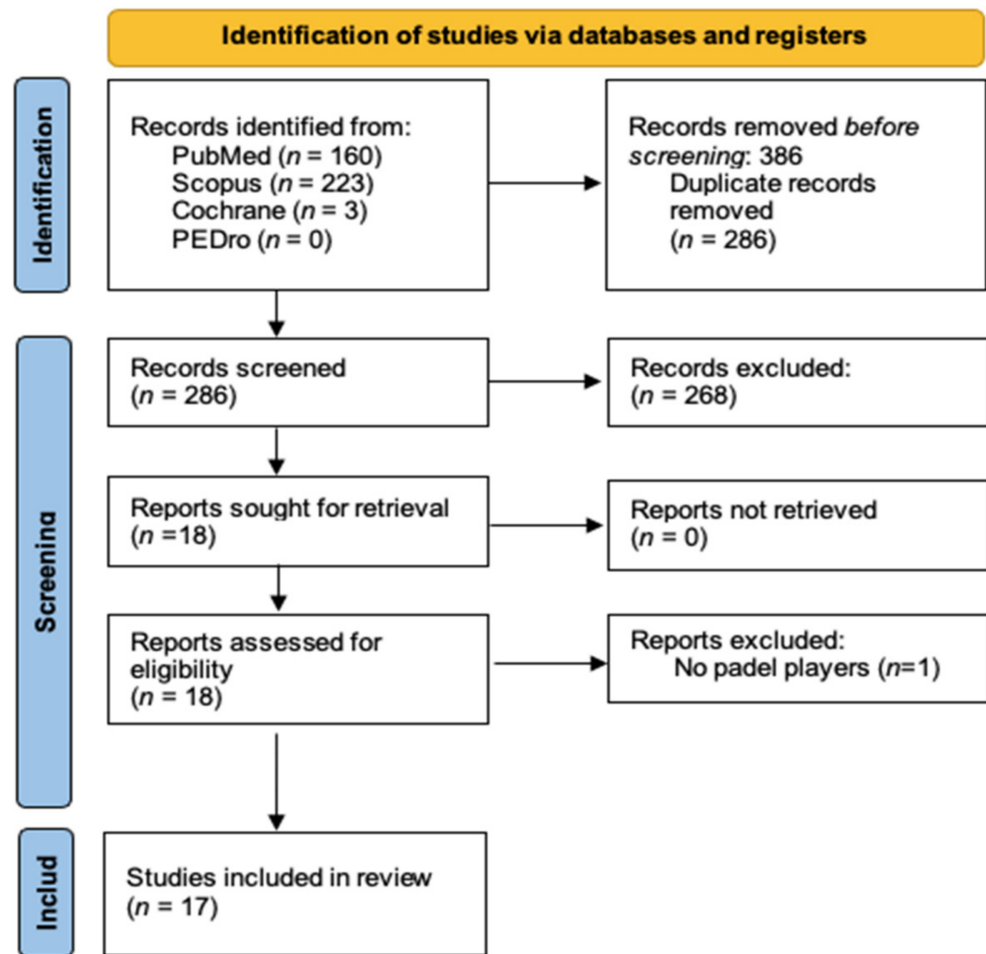 Identification of studies via databases and registers
Identification
Records identified from:
PubMed (n = 160)
Scopus (n = 223)
Cochrane (n = 3)
PEDro (n = 0)
Records removed before
screening: 386
Duplicate records
removed
(n = 286)
Screening
Records screened
(n = 286)
Records excluded:
(n = 268)
Reports sought for retrieval
(n =18)
Reports not retrieved
(n = 0)
Reports assessed for
eligibility
(n = 18)
Reports excluded:
No padel players (n=1)
Includ
Studies included in review
(n = 17)